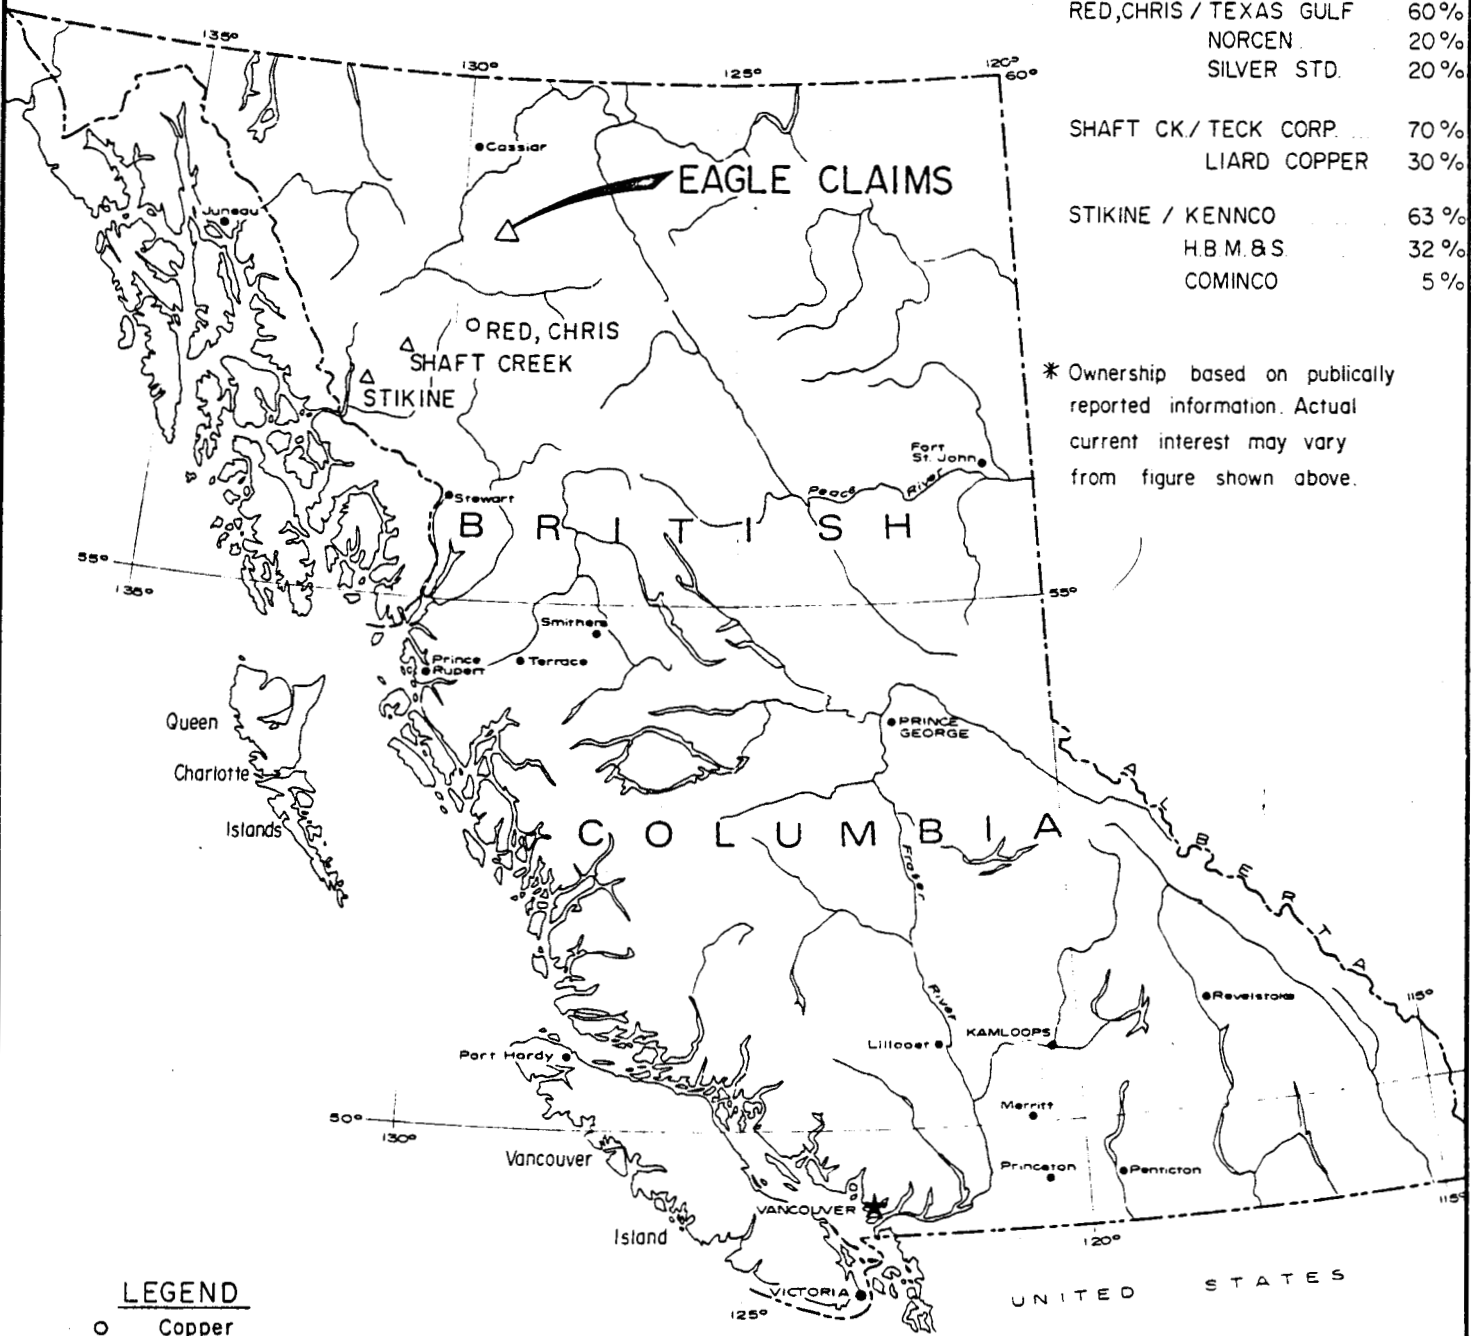 RED,CHRIS / TEXAS GULF 60%
NORCEN 20%
SILVER STD. 20%
SHAFT CK./ TECK CORP. 70%
LIARD COPPER 30%
STIKINE / KENNCO 63%
H.B.M.&S. 32%
COMINCO 5%
* Ownership based on publically
reported information. Actual
current interest may vary
from figure shown above.
135°
130°
125°
120°
60°
Cassiar
EAGLE CLAIMS
Juneau
RED, CHRIS
SHAFT CREEK
STIKINE
Fort
St. John
Peace River
Stewart
BRITISH
55°
135°
55°
Smithers
Terrace
Prince
Rupert
Queen
Charlotte
Islands
PRINCE
GEORGE
ALBERTA
COLUMBIA
Fraser
River
Revelstoke
115°
KAMLOOPS
Lillooet
Port Hardy
Merritt
50°
130°
Vancouver
Island
Princeton
Penticton
VANCOUVER
115°
120°
VICTORIA
125°
UNITED STATES
LEGEND
o Copper